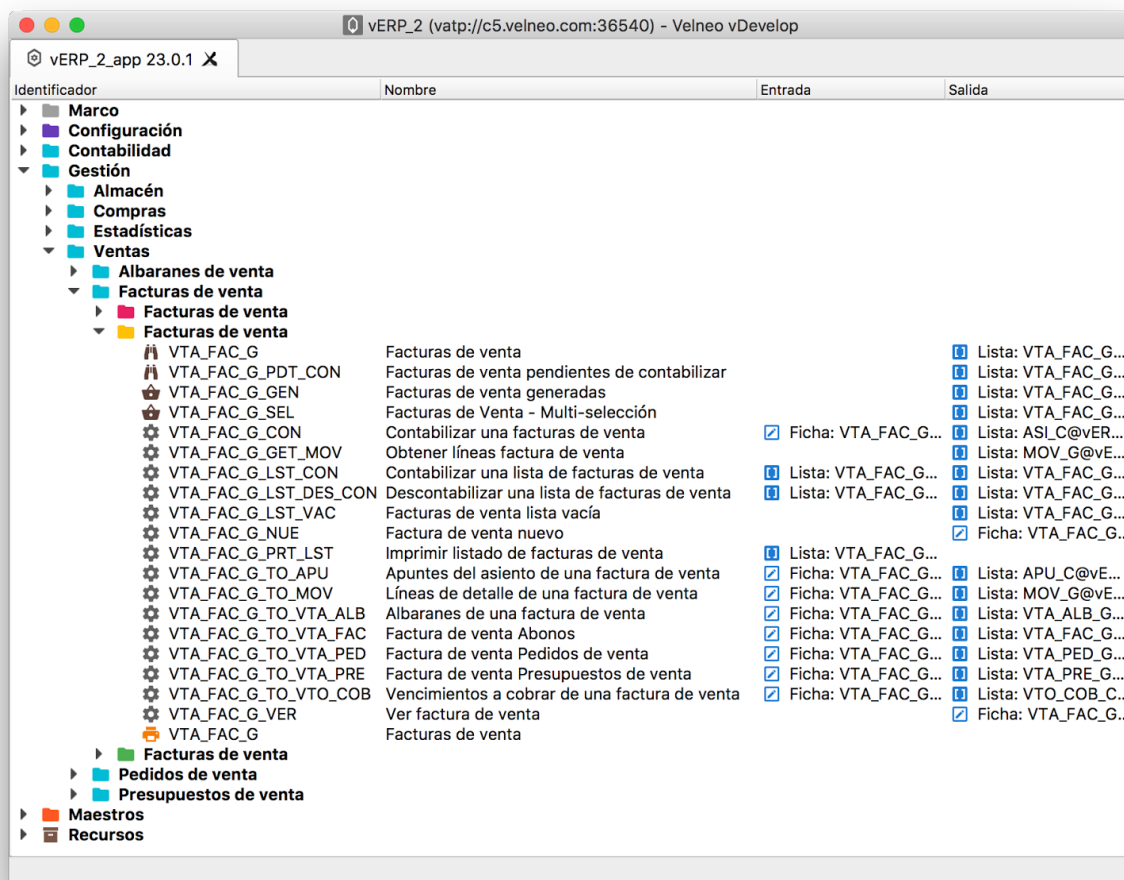 vERP_2 (vatp://c5.velneo.com:36540) - Velneo vDevelop
vERP_2_app 23.0.1
Identificador Nombre Entrada Salida
Marco
Configuración
Contabilidad
Gestión
Almacén
Compras
Estadísticas
Ventas
Albaranes de venta
Facturas de venta
Facturas de venta
Facturas de venta
VTA_FAC_G Facturas de venta Lista: VTA_FAC_G...
VTA_FAC_G_PDT_CON Facturas de venta pendientes de contabilizar Lista: VTA_FAC_G...
VTA_FAC_G_GEN Facturas de venta generadas Lista: VTA_FAC_G...
VTA_FAC_G_SEL Facturas de Venta - Multi-selección Lista: VTA_FAC_G...
VTA_FAC_G_CON Contabilizar una facturas de venta Ficha: VTA_FAC_G... Lista: ASI_C@vER...
VTA_FAC_G_GET_MOV Obtener líneas factura de venta Lista: MOV_G@vE...
VTA_FAC_G_LST_CON Contabilizar una lista de facturas de venta Lista: VTA_FAC_G... Lista: VTA_FAC_G...
VTA_FAC_G_LST_DES_CON Descontabilizar una lista de facturas de venta Lista: VTA_FAC_G... Lista: VTA_FAC_G...
VTA_FAC_G_LST_VAC Facturas de venta lista vacía Lista: VTA_FAC_G...
VTA_FAC_G_NUE Factura de venta nuevo Ficha: VTA_FAC_G...
VTA_FAC_G_PRT_LST Imprimir listado de facturas de venta Lista: VTA_FAC_G...
VTA_FAC_G_TO_APU Apuntes del asiento de una factura de venta Ficha: VTA_FAC_G... Lista: APU_C@vE...
VTA_FAC_G_TO_MOV Líneas de detalle de una factura de venta Ficha: VTA_FAC_G... Lista: MOV_G@vE...
VTA_FAC_G_TO_VTA_ALB Albaranes de una factura de venta Ficha: VTA_FAC_G... Lista: VTA_ALB_G...
VTA_FAC_G_TO_VTA_FAC Factura de venta Abonos Ficha: VTA_FAC_G... Lista: VTA_FAC_G...
VTA_FAC_G_TO_VTA_PED Factura de venta Pedidos de venta Ficha: VTA_FAC_G... Lista: VTA_PED_G...
VTA_FAC_G_TO_VTA_PRE Factura de venta Presupuestos de venta Ficha: VTA_FAC_G... Lista: VTA_PRE_G...
VTA_FAC_G_TO_VTO_COB Vencimientos a cobrar de una factura de venta Ficha: VTA_FAC_G... Lista: VTO_COB_C...
VTA_FAC_G_VER Ver factura de venta Ficha: VTA_FAC_G...
VTA_FAC_G Facturas de venta
Facturas de venta
Pedidos de venta
Presupuestos de venta
Maestros
Recursos